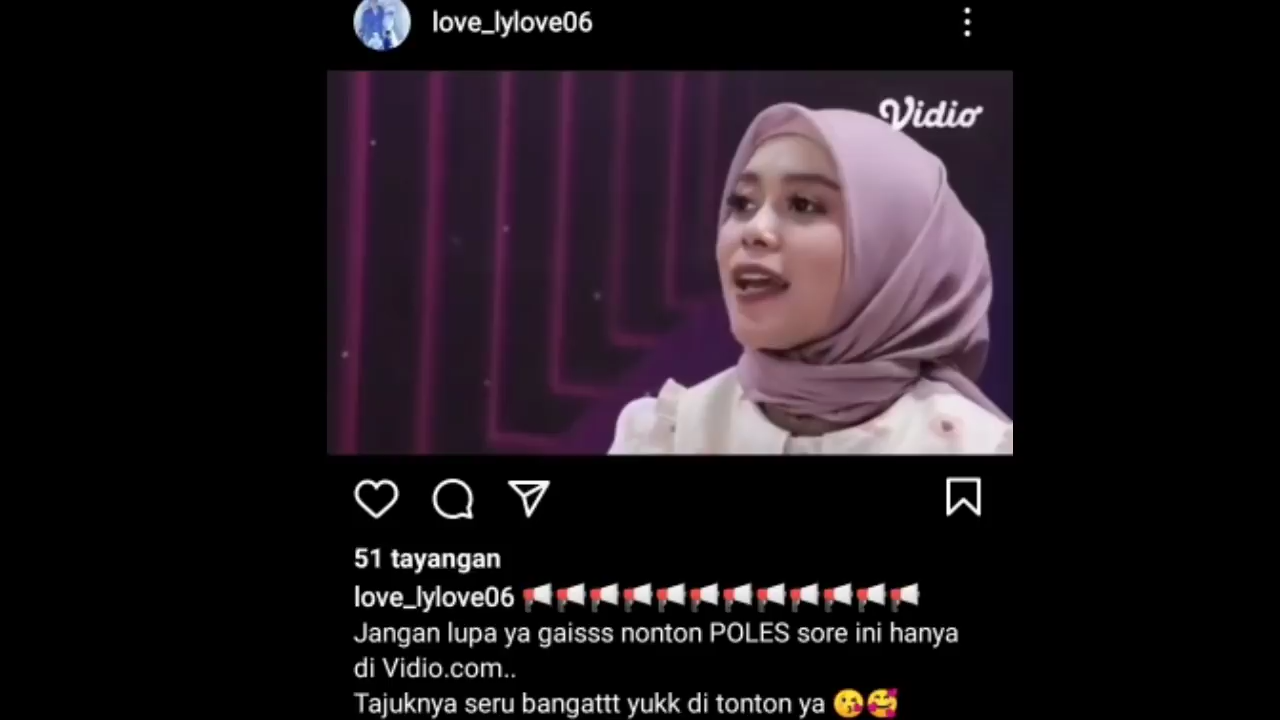 love_lylove06
Vidio
51 tayangan
love_lylove06 📢📢📢📢📢📢📢📢📢📢📢📢
Jangan lupa ya gaisss nonton POLES sore ini hanya
di Vidio.com..
Tajuknya seru bangattt yukk di tonton ya 😘🥰